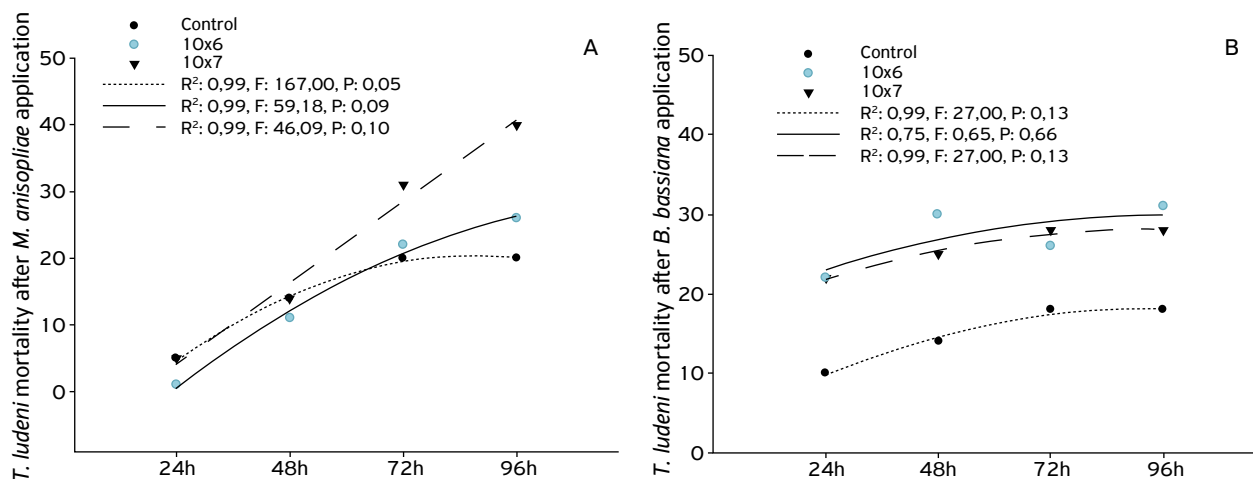 Control
10x6
10x7
R²: 0,99, F: 167,00, P: 0,05
R²: 0,99, F: 59,18, P: 0,09
R²: 0,99, F: 46,09, P: 0,10
A
T. ludeni mortality after M. anisopliae application
50
40
30
20
10
0
24h
48h
72h
96h
Control
10x6
10x7
R²: 0,99, F: 27,00, P: 0,13
R²: 0,75, F: 0,65, P: 0,66
R²: 0,99, F: 27,00, P: 0,13
B
T. ludeni mortality after B. bassiana application
50
40
30
20
10
0
24h
48h
72h
96h